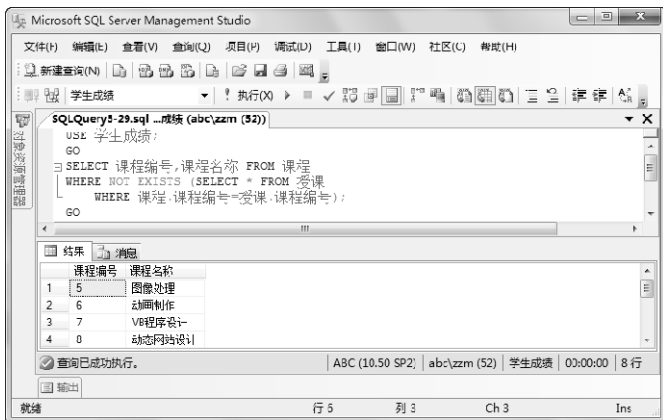 Microsoft SQL Server Management Studio
文件(F) 编辑(E) 查看(V) 查询(Q) 项目(P) 调试(D) 工具(T) 窗口(W) 社区(C) 帮助(H)
新建查询(N)
学生成绩 执行(X)
SQLQuery5-29.sql ...成绩 (abc\zzm (52))
对象资源管理器
USE 学生成绩;
GO
SELECT 课程编号,课程名称 FROM 课程
WHERE NOT EXISTS (SELECT * FROM 授课
WHERE 课程.课程编号=授课.课程编号);
GO
结果 消息
课程编号 课程名称
1 5 图像处理
2 6 动画制作
3 7 VB程序设计
4 8 动态网站设计
查询已成功执行。 ABC (10.50 SP2) abc\zzm (52) 学生成绩 00:00:00 8 行
输出
就绪 行 5 列 3 Ch 3 Ins